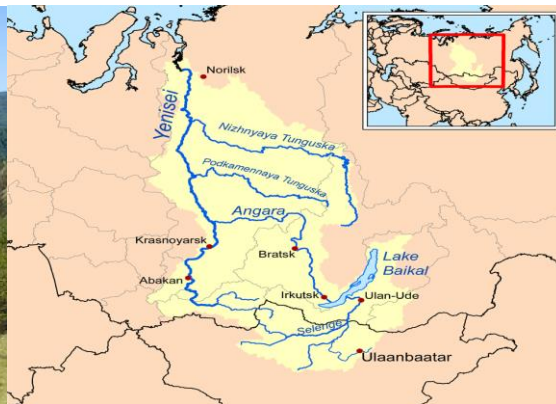 Norilsk
Yenisei
Nizhnyaya Tunguska
Podkamennaya Tunguska
Angara
Krasnoyarsk
Bratsk
Lake
Baikal
Abakan
Irkutsk
Ulan-Ude
Selenge
Ulaanbaatar